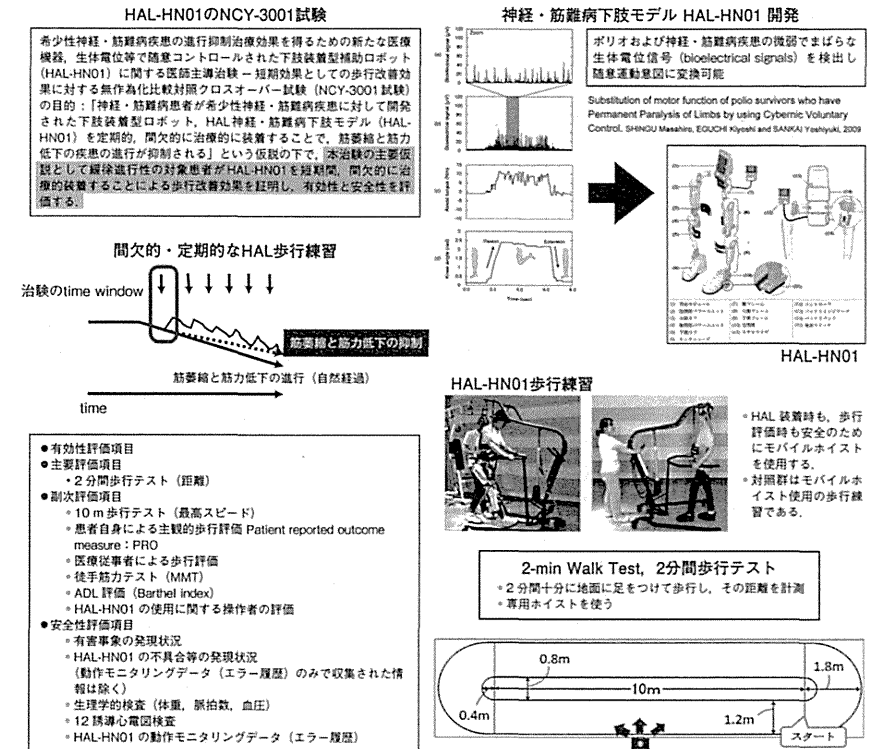 HAL-HN01のNCY-3001試験
希少性神経・筋難病疾患の進行抑制治療効果を得るための新たな医療
機器，生体電位等で随意コントロールされた下肢装着型補助ロボット
（HAL-HN01）に関する医師主導治験 － 短期効果としての歩行改善効
果に対する無作為化比較対照クロスオーバー試験（NCY-3001試験）
の目的：「神経・筋難病患者が希少性神経・筋難病疾患に対して開発
された下肢装着型ロボット，HAL神経・筋難病下肢モデル（HAL-
HN01）を定期的，間欠的に治療的に装着することで，筋萎縮と筋力
低下の疾患の進行が抑制される」という仮説の下で，本治験の主要仮
説として緩徐進行性の対象患者がHAL-HN01を短期間，間欠的に治
療的装着することによる歩行改善効果を証明し，有効性と安全性を評
価する．
間欠的・定期的なHAL歩行練習
治験のtime window
筋萎縮と筋力低下の抑制
筋萎縮と筋力低下の進行（自然経過）
time
●有効性評価項目
●主要評価項目
・2分間歩行テスト（距離）
●副次評価項目
◦10 m歩行テスト（最高スピード）
◦患者自身による主観的歩行評価 Patient reported outcome
measure：PRO
◦医療従事者による歩行評価
◦徒手筋力テスト（MMT）
◦ADL評価（Barthel index）
◦HAL-HN01の使用に関する操作者の評価
●安全性評価項目
◦有害事象の発現状況
◦HAL-HN01の不具合等の発現状況
（動作モニタリングデータ（エラー履歴）のみで収集された情
報は除く）
◦生理学的検査（体重，脈拍数，血圧）
◦12誘導心電図検査
◦HAL-HN01の動作モニタリングデータ（エラー履歴）
神経・筋難病下肢モデル HAL-HN01 開発
Zoom
Flexion
Extension
Time (sec)
ポリオおよび神経・筋難病疾患の微弱でまばらな
生体電位信号（bioelectrical signals）を検出し
随意運動意図に変換可能
Substitution of motor function of polio survivors who have
Permanent Paralysis of Limbs by using Cybernic Voluntary
Control. SHINGU Masahiro, EGUCHI Kiyoshi and SANKAI Yoshiyuki, 2009
HAL-HN01
HAL-HN01歩行練習
◦HAL装着時も，歩行
評価時も安全のため
にモバイルホイスト
を使用する．
◦対照群はモバイルホ
イスト使用の歩行練
習である．
2-min Walk Test，2分間歩行テスト
◦2分間十分に地面に足をつけて歩行し，その距離を計測
◦専用ホイストを使う
0.8m
1.8m
10m
0.4m
1.2m
スタート